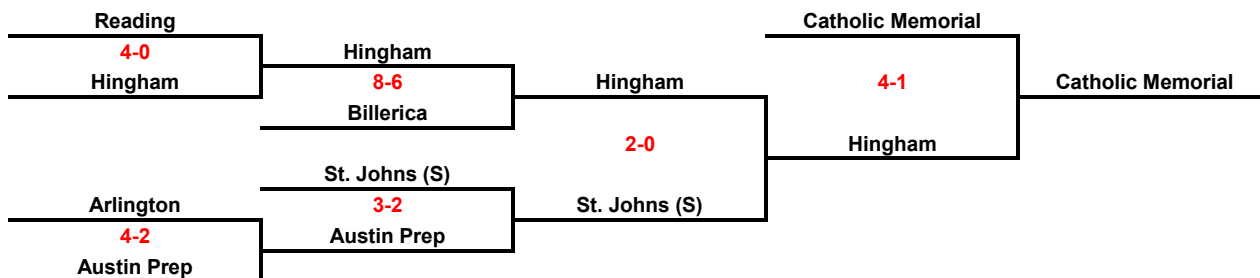 Reading
4-0
Hingham
Hingham
8-6
Billerica
Hingham
2-0
St. Johns (S)
St. Johns (S)
3-2
Austin Prep
Arlington
4-2
Austin Prep
Catholic Memorial
4-1
Hingham
Catholic Memorial